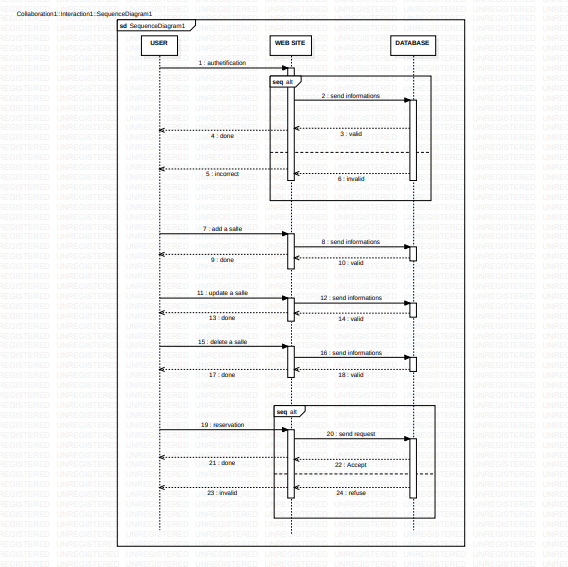 Collaboration1::Interaction1::SequenceDiagram1
sd SequenceDiagram1
USER
WEB SITE
DATABASE
1 : authetification
seq alt
2 : send informations
3 : valid
4 : done
5 : incorrect
6 : invalid
7 : add a salle
8 : send informations
9 : done
10 : valid
11 : update a salle
12 : send informations
13 : done
14 : valid
15 : delete a salle
16 : send informations
17 : done
18 : valid
seq alt
19 : reservation
20 : send request
21 : done
22 : Accept
23 : invalid
24 : refuse
UNREGISTERED